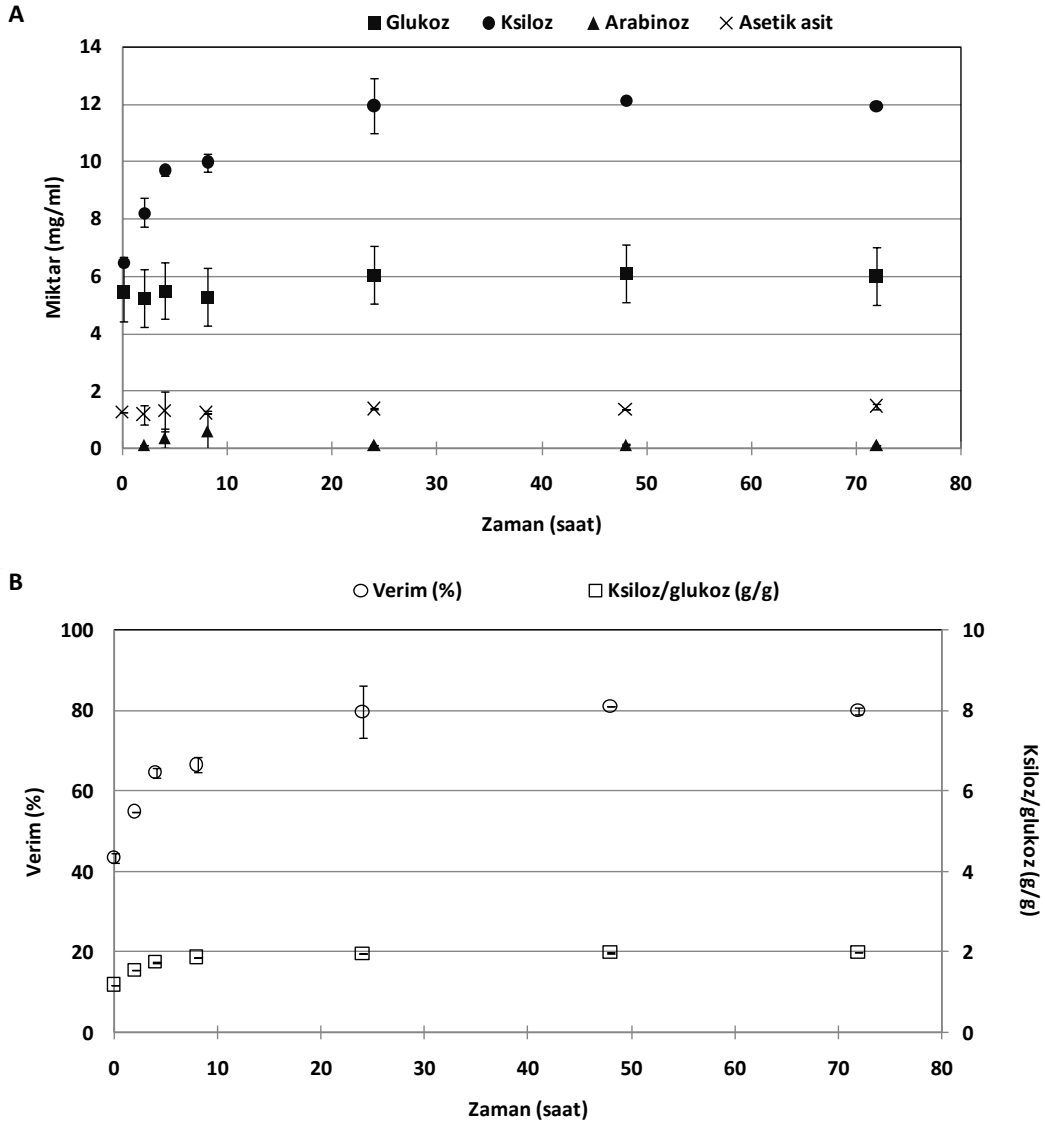 A
Glukoz Ksiloz Arabinoz Asetik asit
14
12
10
8
6
4
2
0
Miktar (mg/ml)
0 10 20 30 40 50 60 70 80
Zaman (saat)
B
Verim (%) Ksiloz/glukoz (g/g)
100
80
60
40
20
0
Verim (%)
10
8
6
4
2
0
Ksiloz/glukoz (g/g)
0 10 20 30 40 50 60 70 80
Zaman (saat)